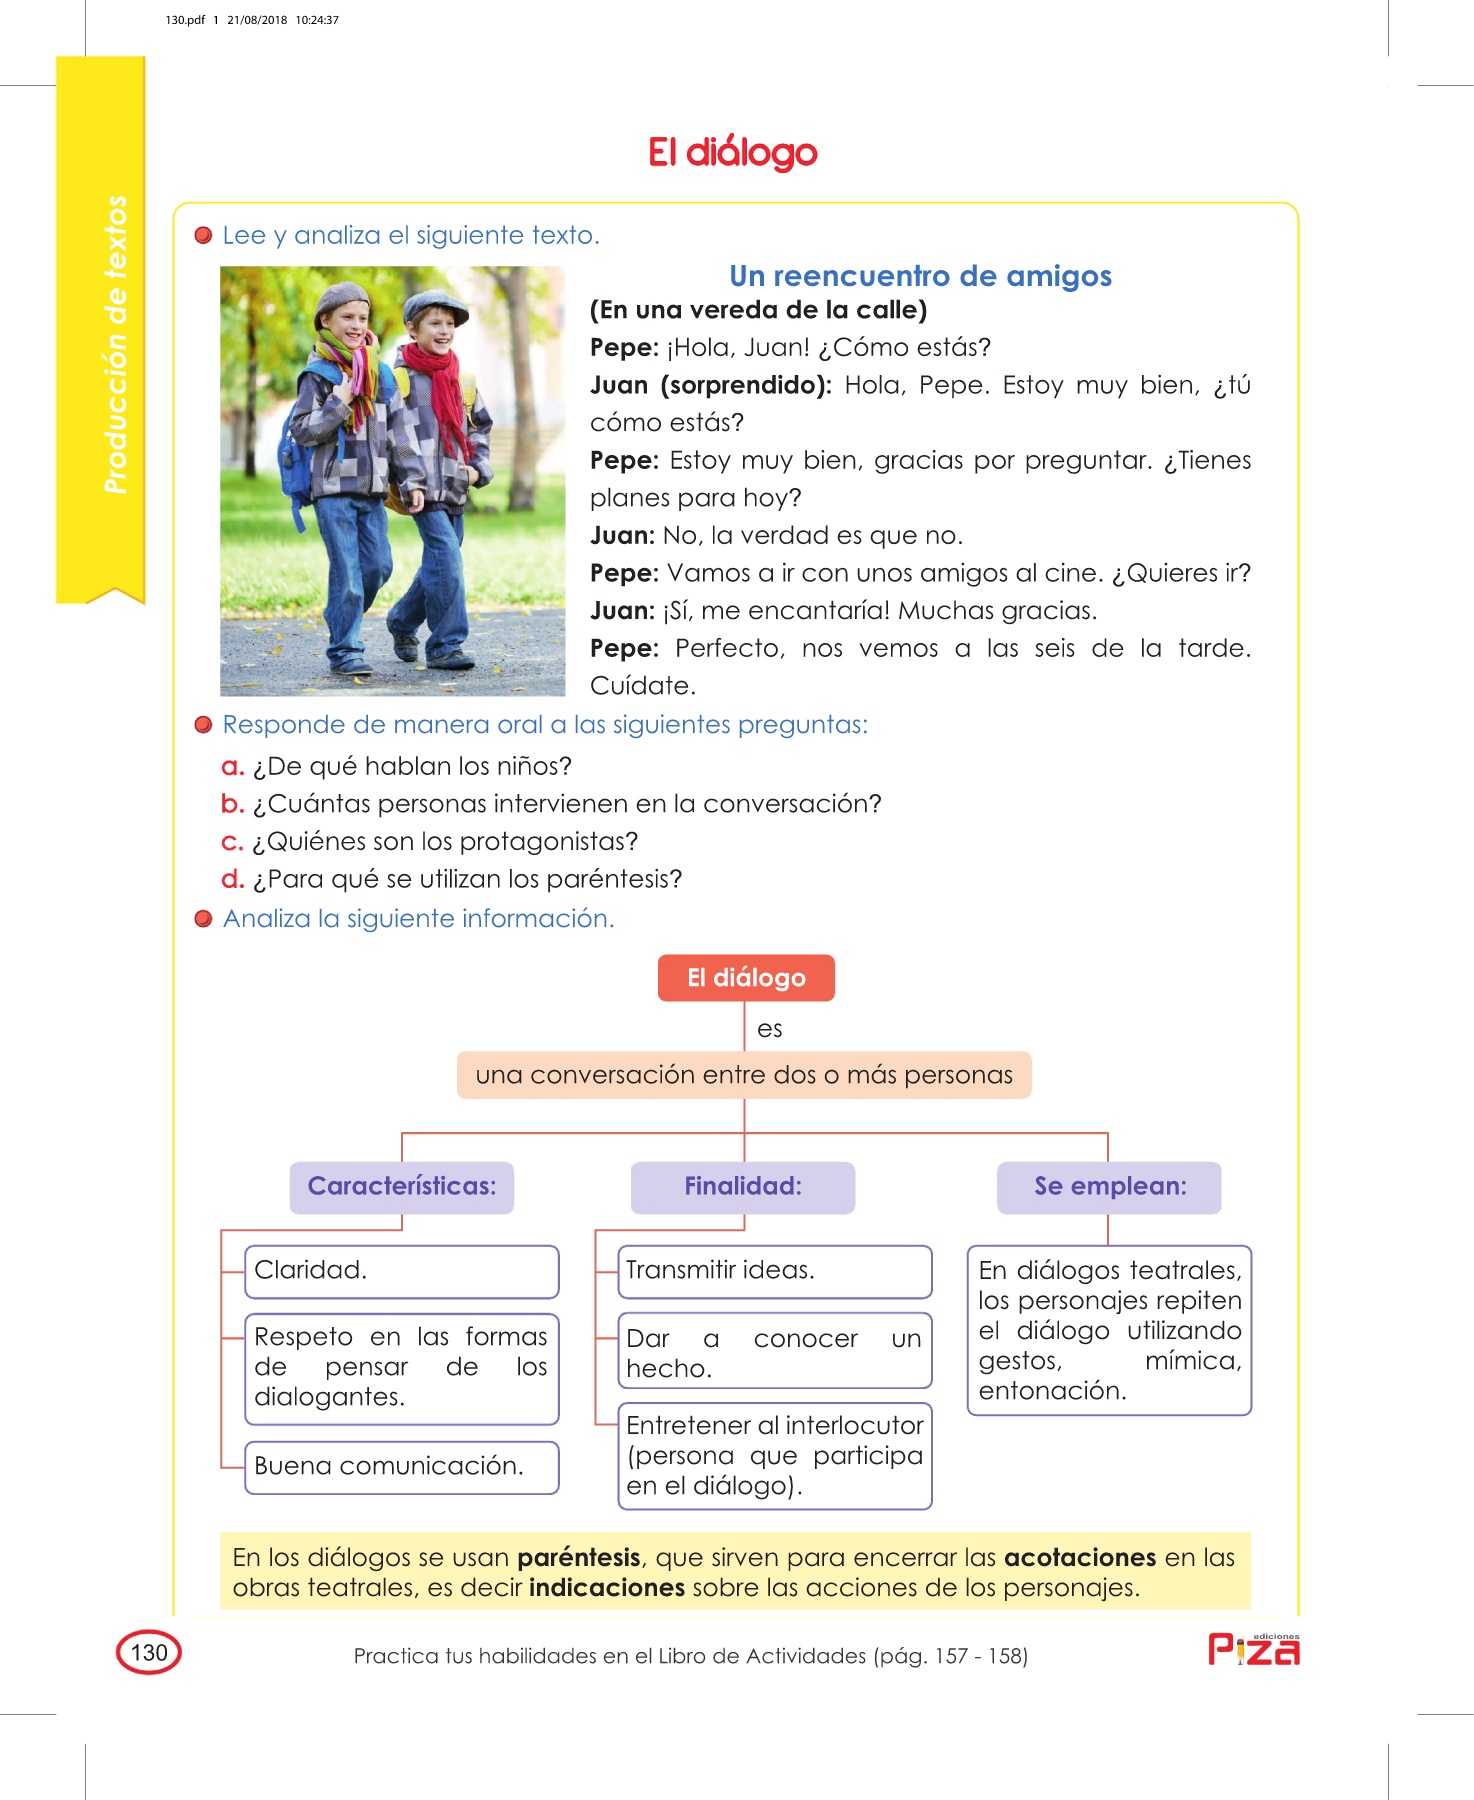 130.pdf 1 21/08/2018 10:24:37
Producción de textos
El diálogo
Lee y analiza el siguiente texto.
Un reencuentro de amigos
(En una vereda de la calle)
Pepe: ¡Hola, Juan! ¿Cómo estás?
Juan (sorprendido): Hola, Pepe. Estoy muy bien, ¿tú
cómo estás?
Pepe: Estoy muy bien, gracias por preguntar. ¿Tienes
planes para hoy?
Juan: No, la verdad es que no.
Pepe: Vamos a ir con unos amigos al cine. ¿Quieres ir?
Juan: ¡Sí, me encantaría! Muchas gracias.
Pepe: Perfecto, nos vemos a las seis de la tarde.
Cuídate.
Responde de manera oral a las siguientes preguntas:
a. ¿De qué hablan los niños?
b. ¿Cuántas personas intervienen en la conversación?
c. ¿Quiénes son los protagonistas?
d. ¿Para qué se utilizan los paréntesis?
Analiza la siguiente información.
El diálogo
es
una conversación entre dos o más personas
Características:
Claridad.
Respeto en las formas
de pensar de los
dialogantes.
Buena comunicación.
Finalidad:
Transmitir ideas.
Dar a conocer un
hecho.
Entretener al interlocutor
(persona que participa
en el diálogo).
Se emplean:
En diálogos teatrales,
los personajes repiten
el diálogo utilizando
gestos, mímica,
entonación.
En los diálogos se usan paréntesis, que sirven para encerrar las acotaciones en las
obras teatrales, es decir indicaciones sobre las acciones de los personajes.
130
Practica tus habilidades en el Libro de Actividades (pág. 157 - 158)
ediciones
Piza